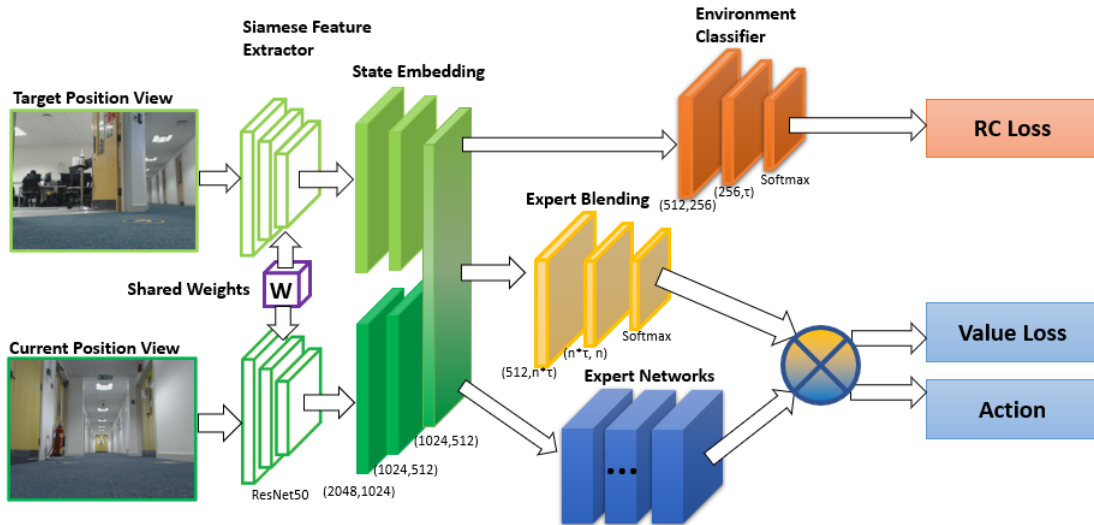 Siamese Feature
Extractor
Environment
Classifier
State Embedding
Target Position View
RC Loss
Softmax
(256,τ)
(512,256)
Expert Blending
Shared Weights
W
Current Position View
Softmax
(n*τ, n)
(512,n*τ)
Value Loss
Expert Networks
Action
(1024,512)
(1024,512)
...
ResNet50
(2048,1024)